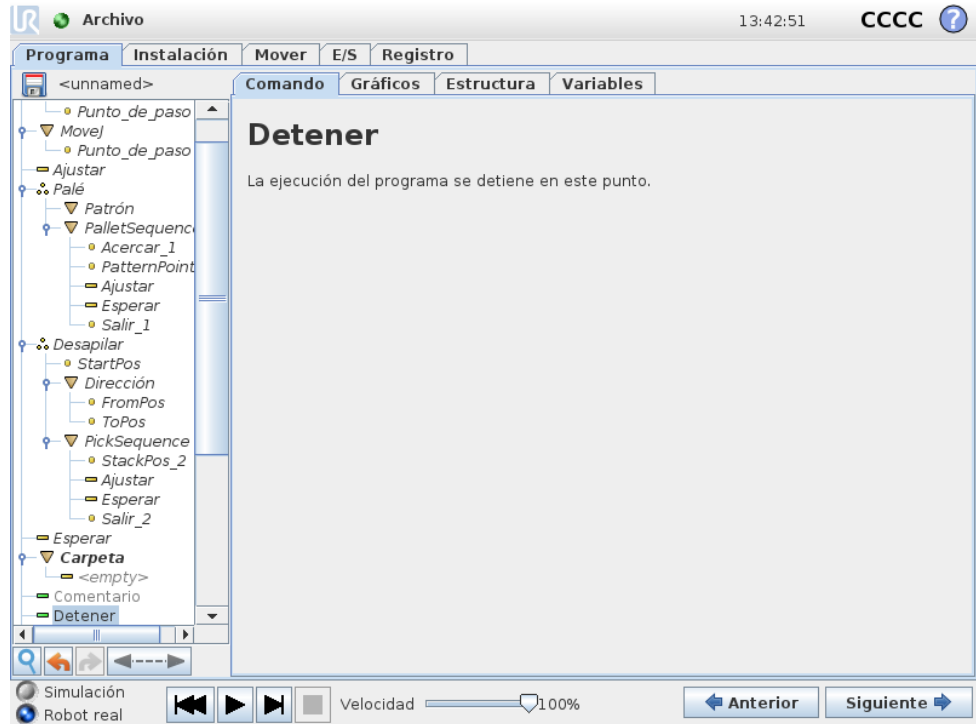 UR Archivo 13:42:51 CCCC ?
Programa Instalación Mover E/S Registro
<unnamed> Comando Gráficos Estructura Variables
Punto_de_paso
MoveJ
Punto_de_paso
Ajustar
Palé
Patrón
PalletSequenc
Acercar_1
PatternPoint
Ajustar
Esperar
Salir_1
Desapilar
StartPos
Dirección
FromPos
ToPos
PickSequence
StackPos_2
Ajustar
Esperar
Salir_2
Esperar
Carpeta
<empty>
Comentario
Detener
Detener
La ejecución del programa se detiene en este punto.
Simulación
Robot real
Velocidad 100% Anterior Siguiente